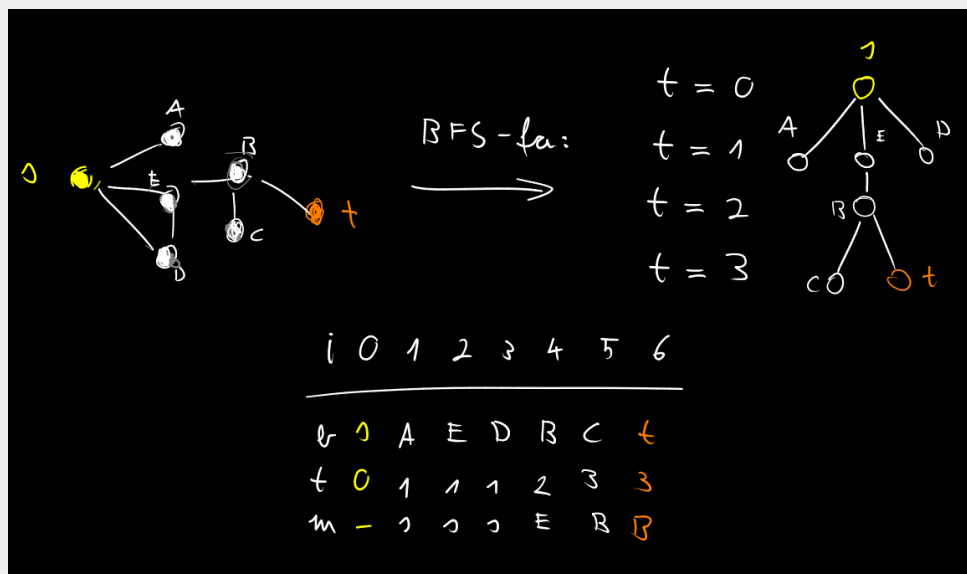 s
A
E
D
B
C
t
BFS-fa:
t = 0
t = 1
t = 2
t = 3
s
A
E
D
B
C
t
i 0 1 2 3 4 5 6
b s A E D B C t
t 0 1 1 1 2 3 3
m - s s s E B B